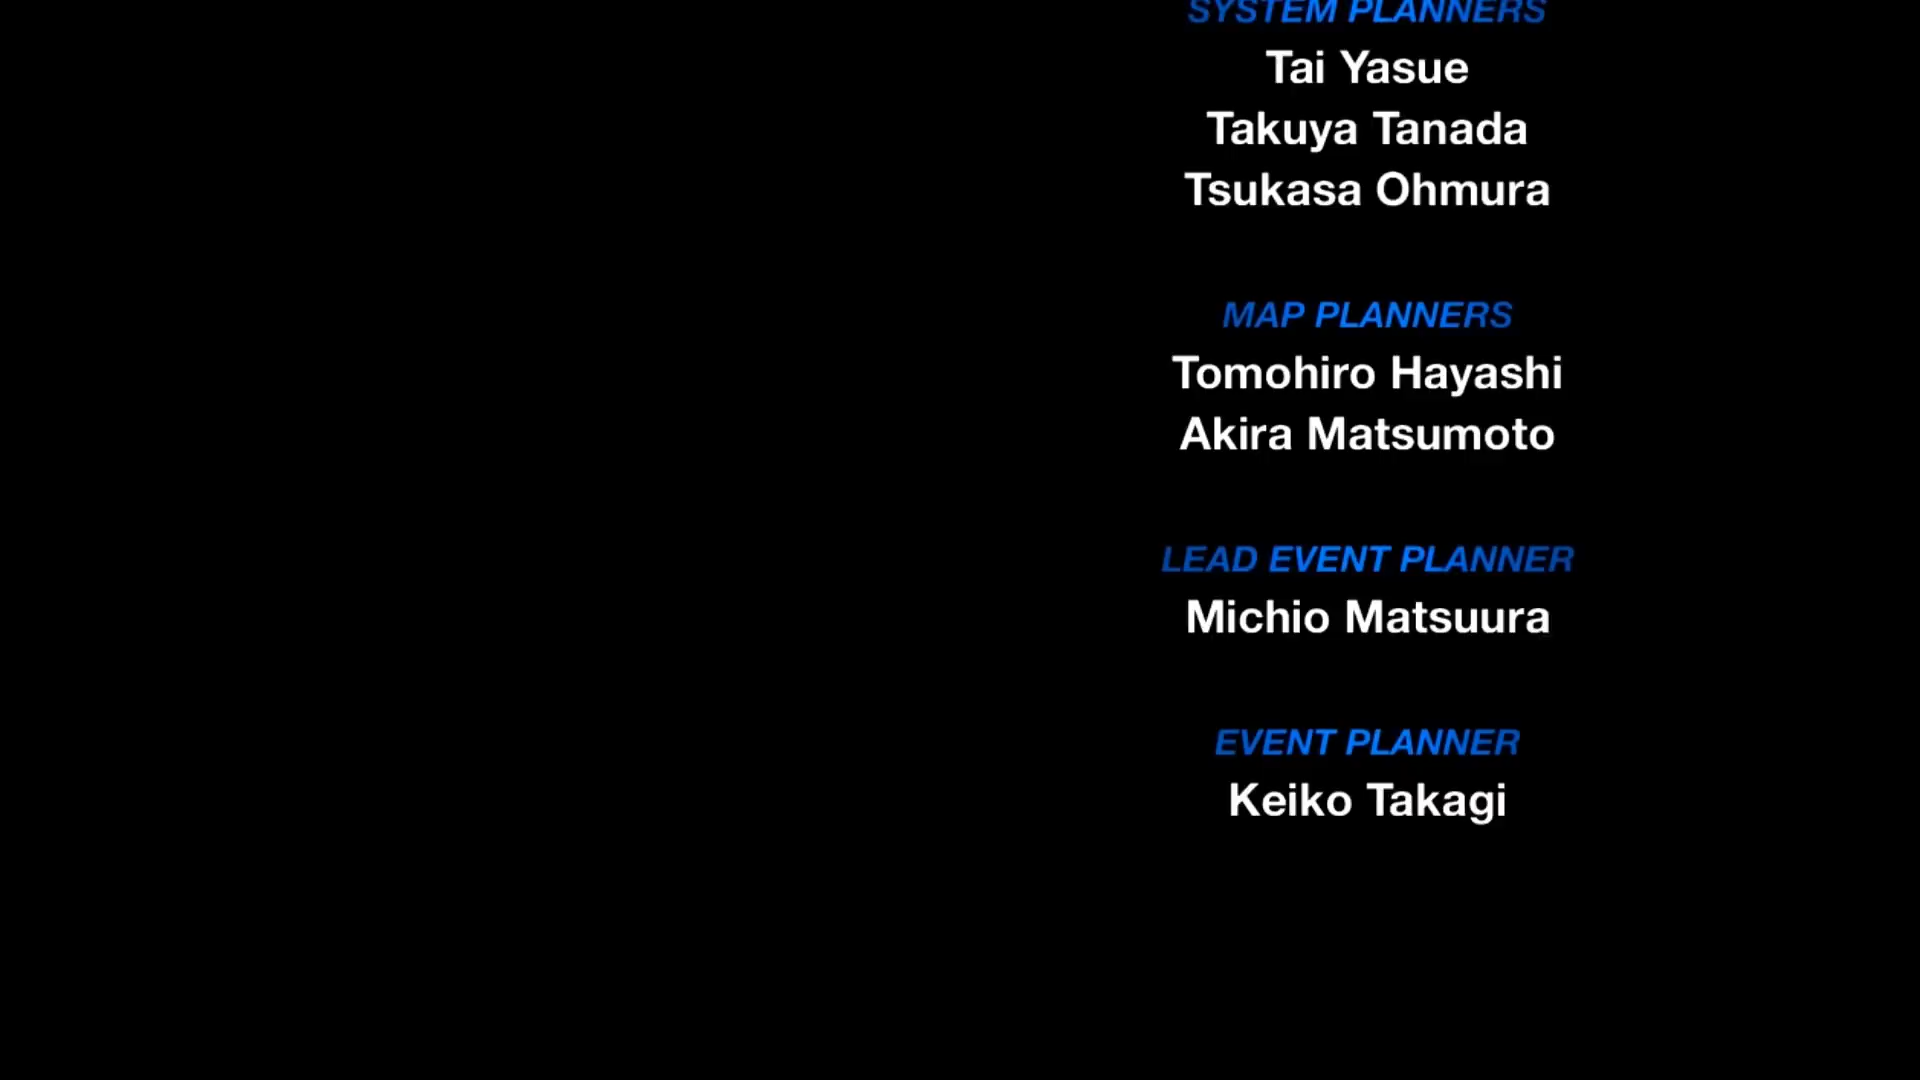 SYSTEM PLANNERS
Tai Yasue
Takuya Tanada
Tsukasa Ohmura
MAP PLANNERS
Tomohiro Hayashi
Akira Matsumoto
LEAD EVENT PLANNER
Michio Matsuura
EVENT PLANNER
Keiko Takagi